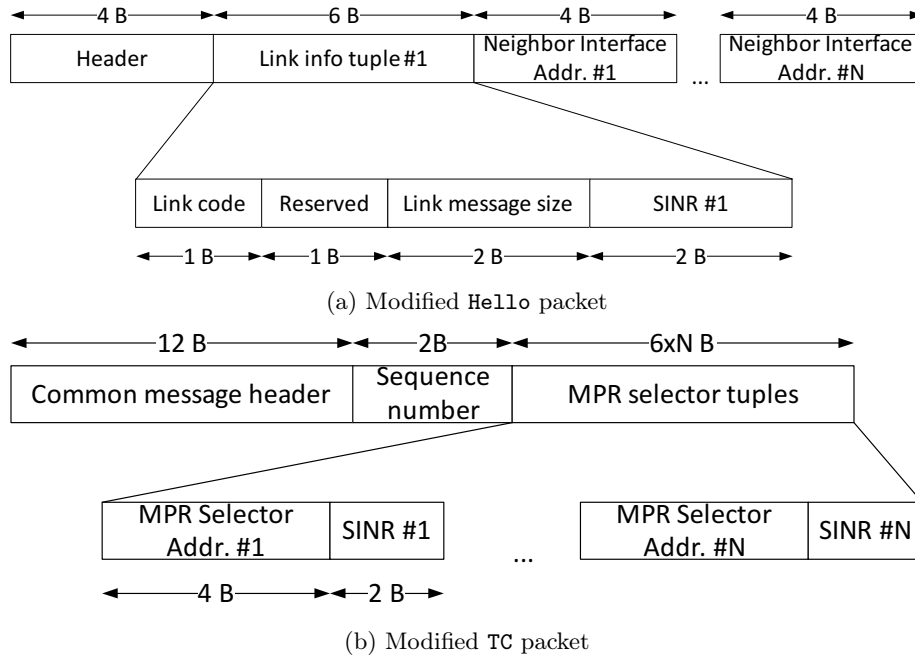 4 B 6 B 4 B 4 B
Header Link info tuple #1 Neighbor Interface Addr. #1 ... Neighbor Interface Addr. #N
Link code Reserved Link message size SINR #1
1 B 1 B 2 B 2 B
(a) Modified Hello packet
12 B 2B 6xN B
Common message header Sequence number MPR selector tuples
MPR Selector Addr. #1 SINR #1 ... MPR Selector Addr. #N SINR #N
4 B 2 B
(b) Modified TC packet